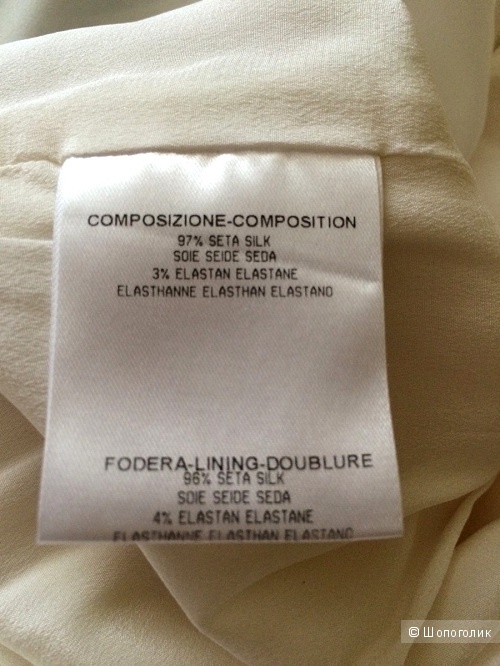 COMPOSIZIONE-COMPOSITION
97% SETA SILK
SOIE SEIDE SEDA
3% ELASTAN ELASTANE
ELASTHANNE ELASTHAN ELASTANO
FODERA-LINING-DOUBLURE
96% SETA SILK
SOIE SEIDE SEDA
4% ELASTAN ELASTANE
ELASTHANNE ELASTHAN ELASTANO
© Шопоголик